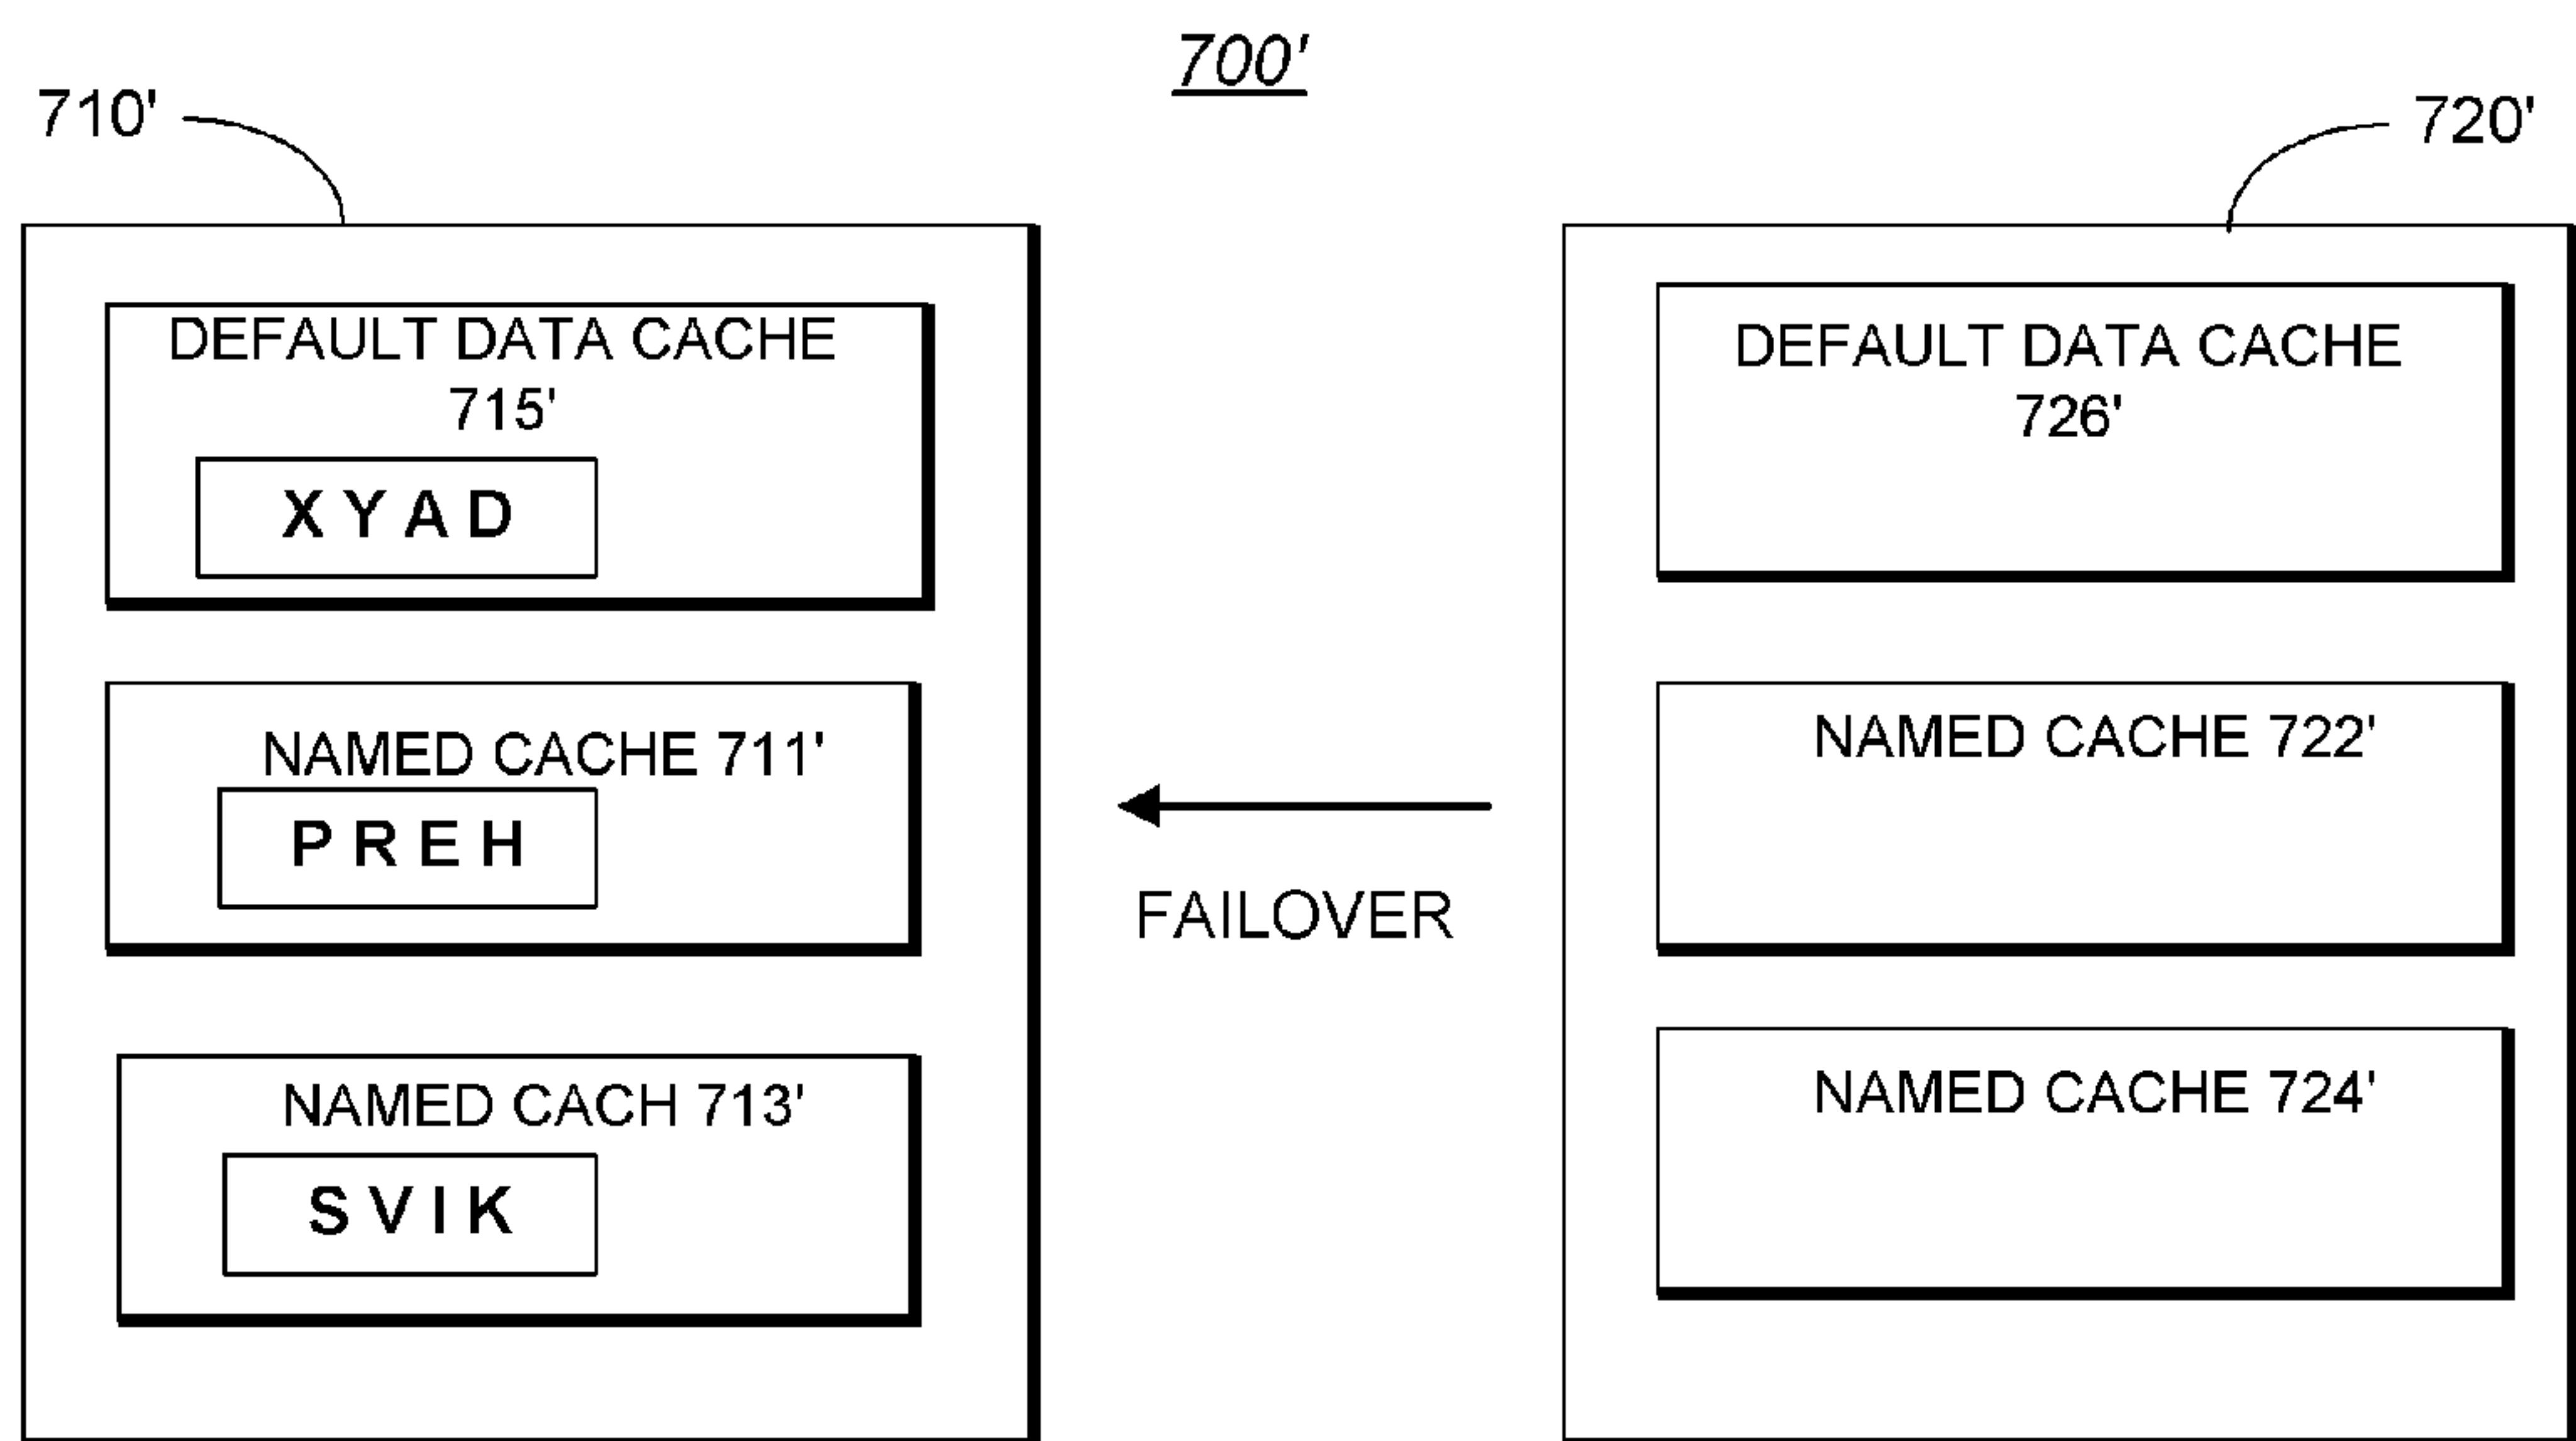 700'
710'
720'
DEFAULT DATA CACHE
715'
X Y A D
NAMED CACHE 711'
P R E H
NAMED CACH 713'
S V I K
FAILOVER
DEFAULT DATA CACHE
726'
NAMED CACHE 722'
NAMED CACHE 724'